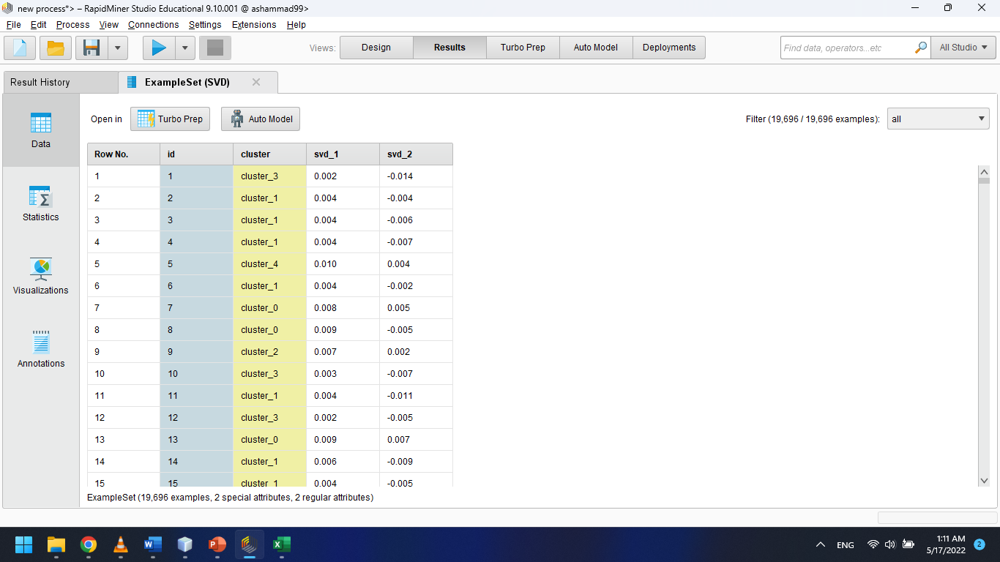 new process*> – RapidMiner Studio Educational 9.10.001 @ ashammad99>
File Edit Process View Connections Settings Extensions Help
Views: Design Results Turbo Prep Auto Model Deployments Find data, operators...etc All Studio
Result History ExampleSet (SVD)
Data
Statistics
Visualizations
Annotations
Open in Turbo Prep Auto Model Filter (19,696 / 19,696 examples): all
Row No. id cluster svd_1 svd_2
1 1 cluster_3 0.002 -0.014
2 2 cluster_1 0.004 -0.004
3 3 cluster_1 0.004 -0.006
4 4 cluster_1 0.004 -0.007
5 5 cluster_4 0.010 0.004
6 6 cluster_1 0.004 -0.002
7 7 cluster_0 0.008 0.005
8 8 cluster_0 0.009 -0.005
9 9 cluster_2 0.007 0.002
10 10 cluster_3 0.003 -0.007
11 11 cluster_1 0.004 -0.011
12 12 cluster_3 0.002 -0.005
13 13 cluster_0 0.009 0.007
14 14 cluster_1 0.006 -0.009
15 15 cluster_1 0.004 -0.005
ExampleSet (19,696 examples, 2 special attributes, 2 regular attributes)
ENG
1:11 AM
5/17/2022
2